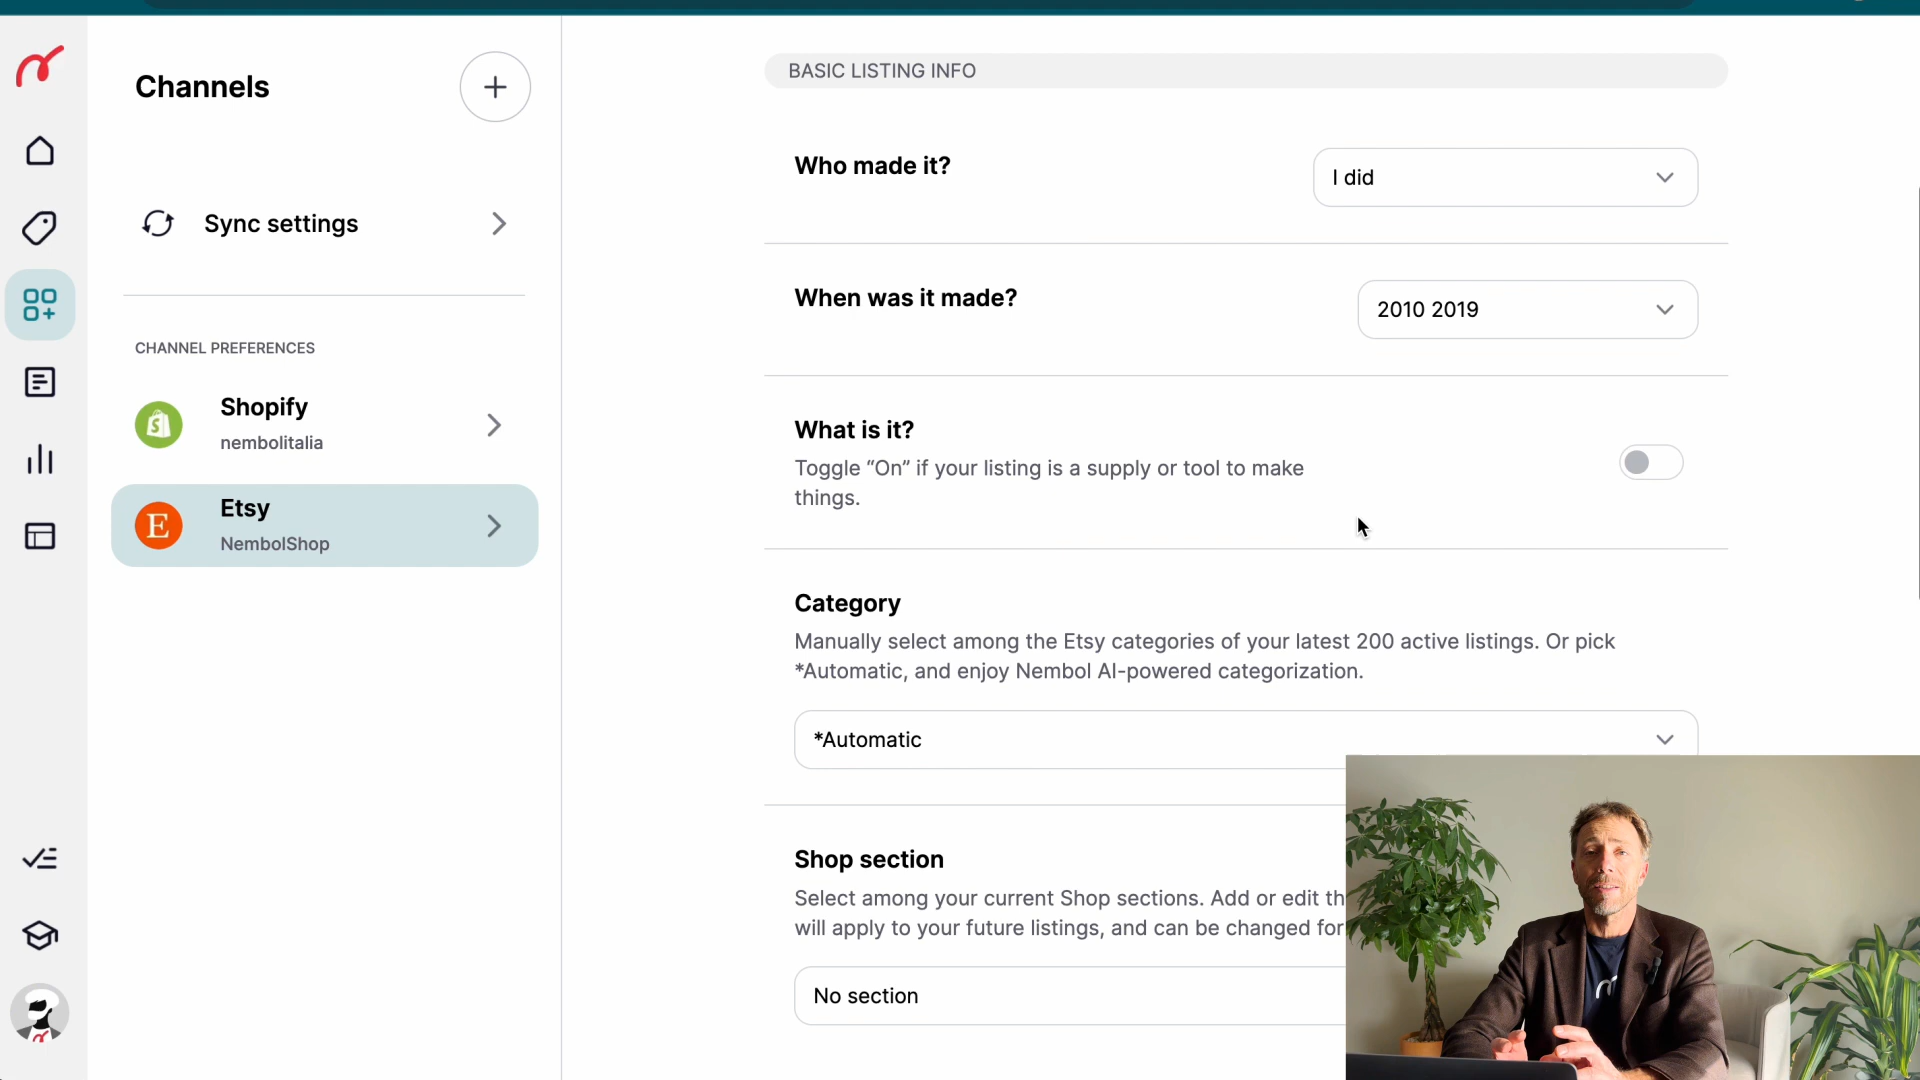 Channels
Sync settings
CHANNEL PREFERENCES
Shopify
nembolitalia
Etsy
NembolShop
BASIC LISTING INFO
Who made it?
I did
When was it made?
2010 2019
What is it?
Toggle “On” if your listing is a supply or tool to make
things.
Category
Manually select among the Etsy categories of your latest 200 active listings. Or pick
*Automatic, and enjoy Nembol AI-powered categorization.
*Automatic
Shop section
Select among your current Shop sections. Add or edit th
will apply to your future listings, and can be changed for
No section